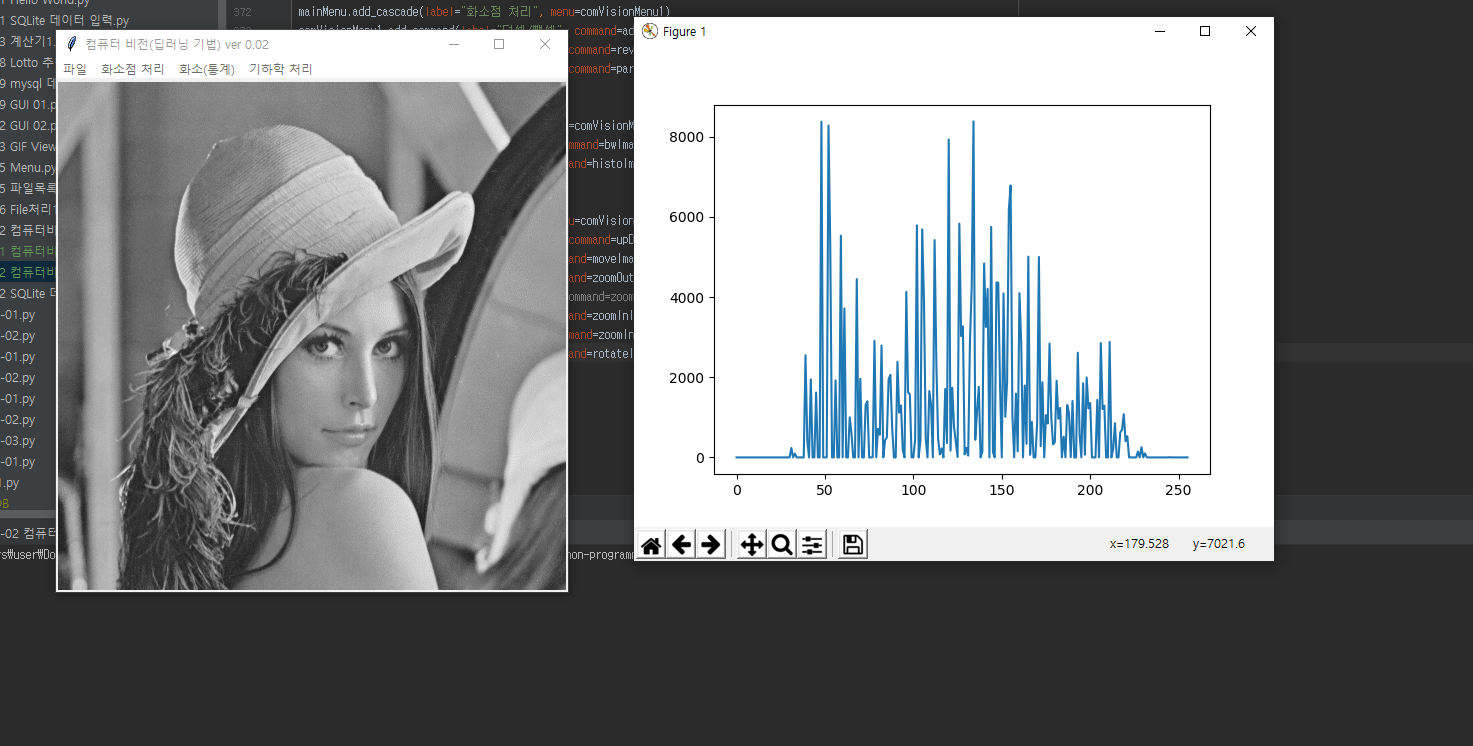 1 Hello World.py
1 SQLite 데이터 입력.py
3 계산기1.
8 Lotto 추
9 mysql 데
9 GUI 01.p
2 GUI 02.p
3 GIF View
5 Menu.py
5 파일목록
6 File처리
2 컴퓨터비
1 컴퓨터비
2 컴퓨터비
2 SQLite 데
-01.py
-02.py
-01.py
-02.py
-01.py
-02.py
-03.py
-01.py
.py
DB
-02 컴퓨터
372
mainMenu.add_cascade(label="화소점 처리", menu=comVisionMenu1)
컴퓨터 비전(딥러닝 기법) ver 0.02
파일 화소점 처리 화소(통계) 기하학 처리
command=rev
command=par
=comVisionM
mmand=bwIma
and=histoIm
nu=comVision
command=upD
and=moveIma
and=zoomOut
command=zoom
and=zoomInI
mmand=zoomIn
and=rotateI
rs₩user₩Do
non-program
Figure 1
8000
6000
4000
2000
0
0 50 100 150 200 250
x=179.528 y=7021.6